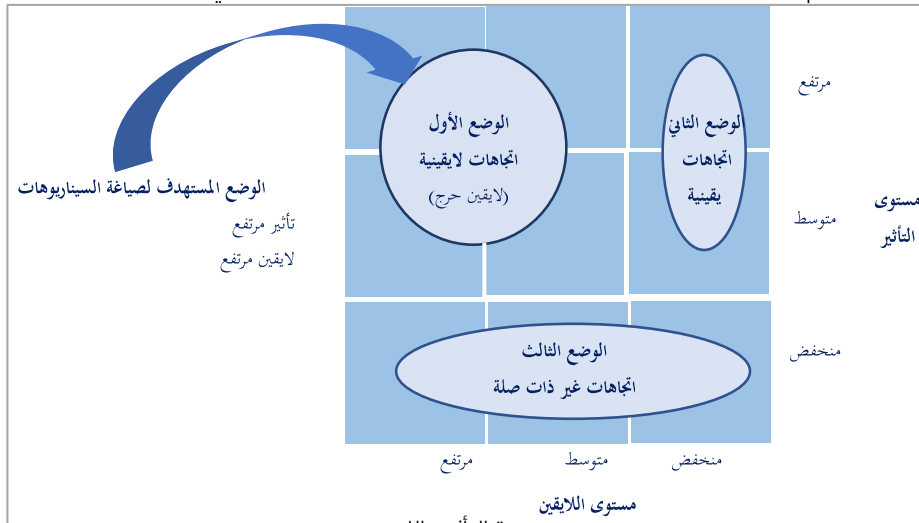 مرتفع
الوضع الأول
اتجاهات لايقينية
(لايقين حرج)
الوضع الثاني
اتجاهات
يقينية
الوضع المستهدف لصياغة السيناريوهات
تأثير مرتفع
لايقين مرتفع
مستوى
التأثير
متوسط
الوضع الثالث
اتجاهات غير ذات صلة
منخفض
منخفض
متوسط
مرتفع
مستوى اللايقين